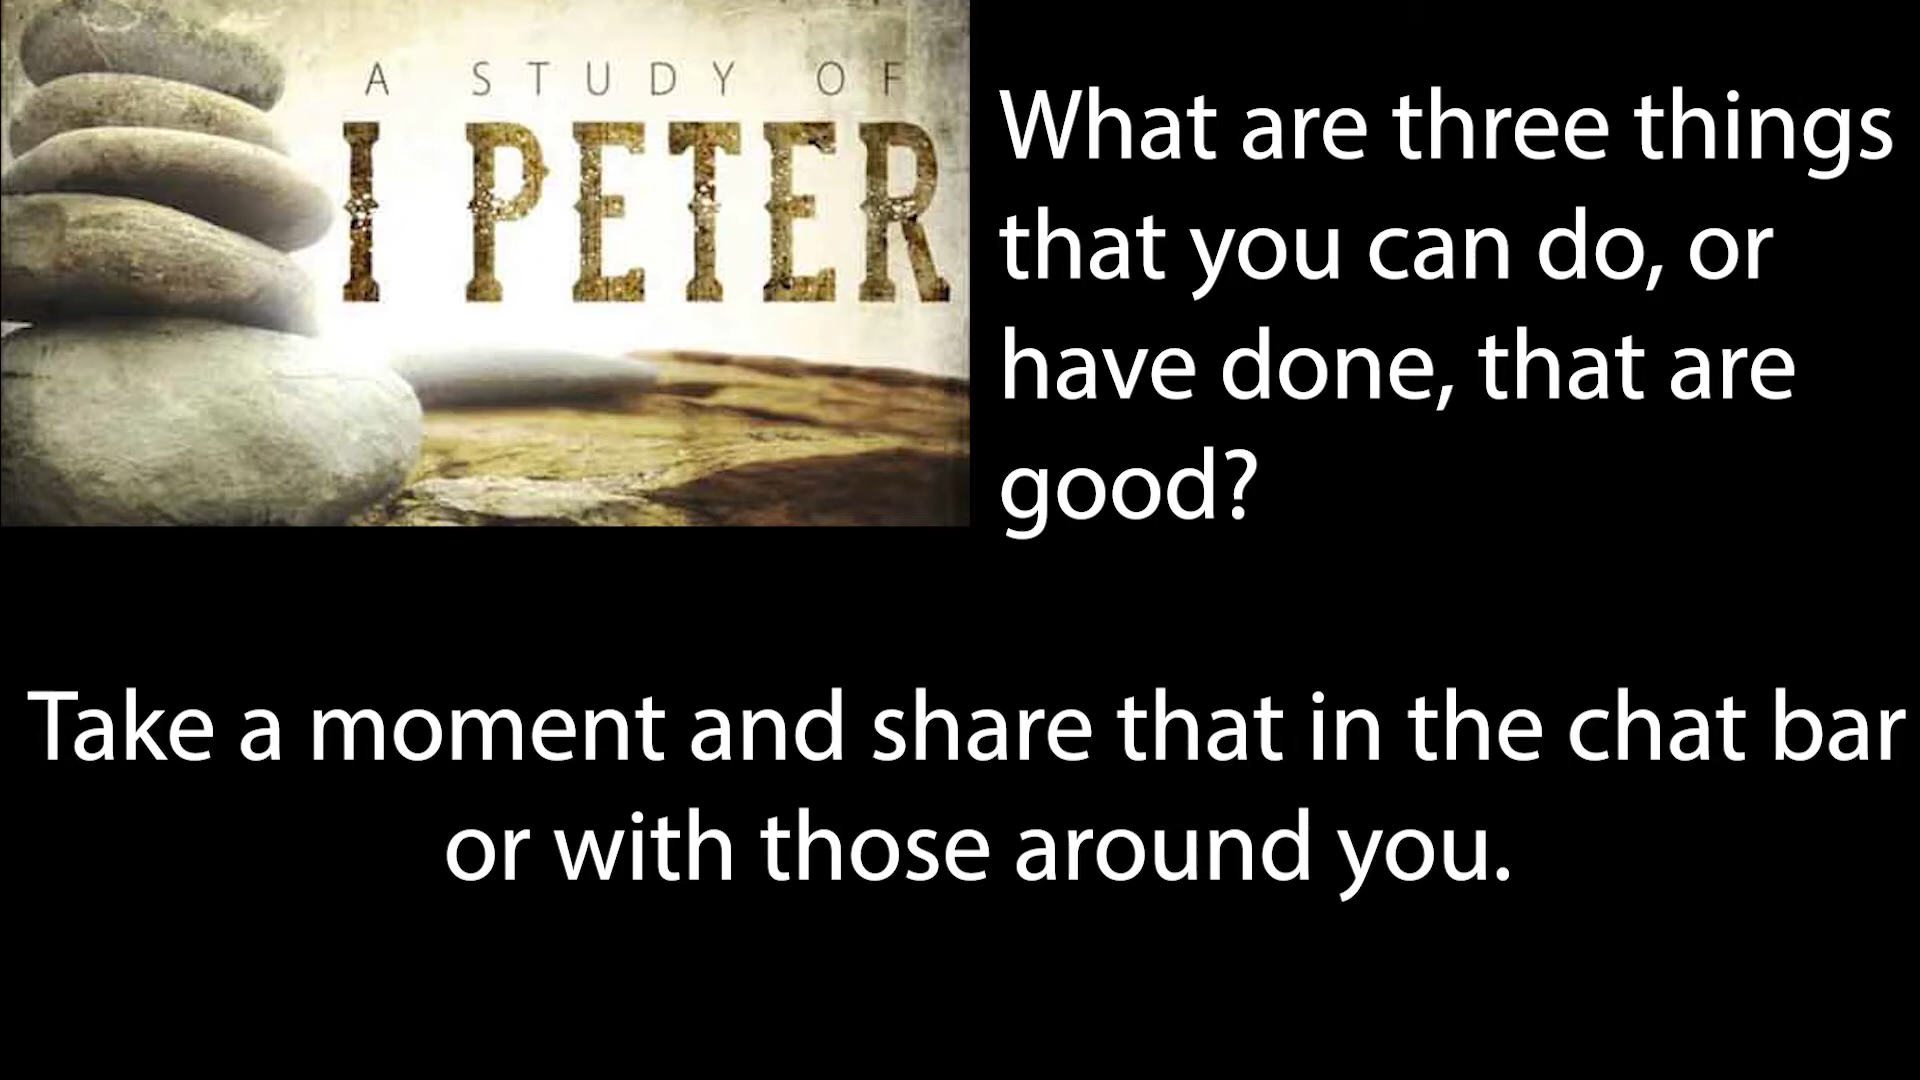 A STUDY OF
I PETER
What are three things
that you can do, or
have done, that are
good?
Take a moment and share that in the chat bar
or with those around you.